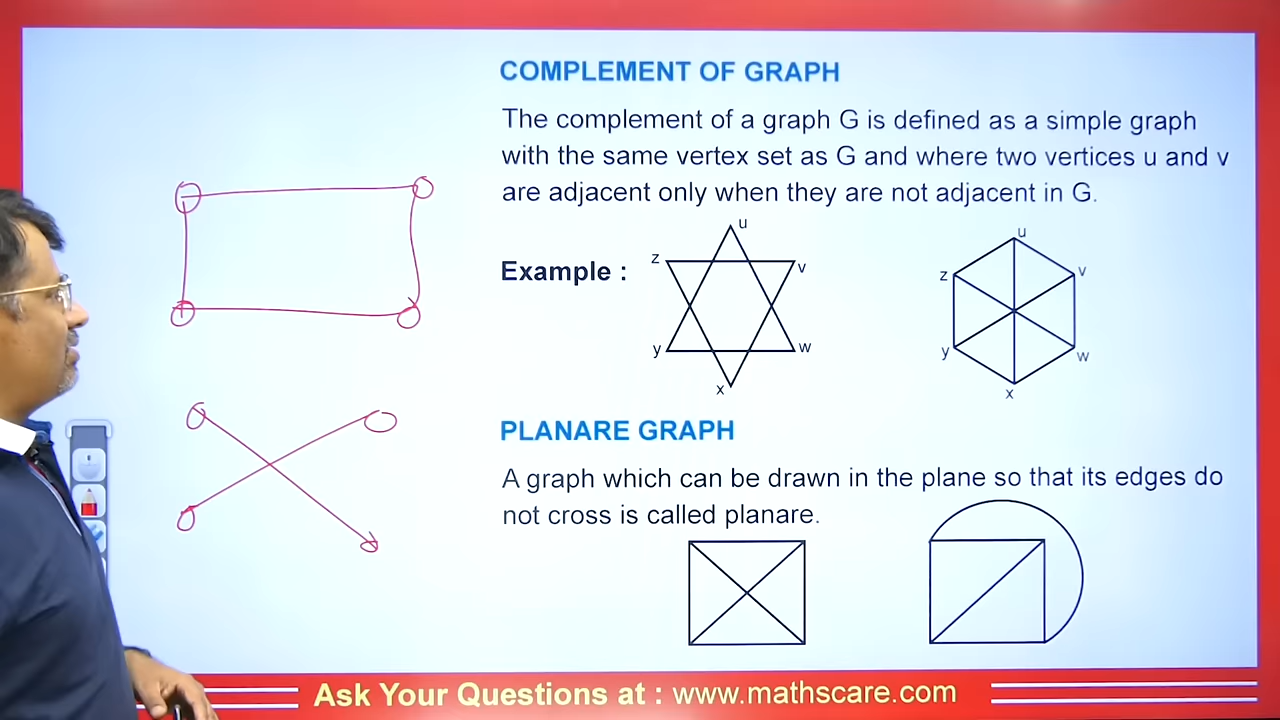 COMPLEMENT OF GRAPH
The complement of a graph G is defined as a simple graph
with the same vertex set as G and where two vertices u and v
are adjacent only when they are not adjacent in G.
Example :
u
z
v
y
w
x
u
z
v
y
w
x
PLANARE GRAPH
A graph which can be drawn in the plane so that its edges do
not cross is called planare.
Ask Your Questions at : www.mathscare.com